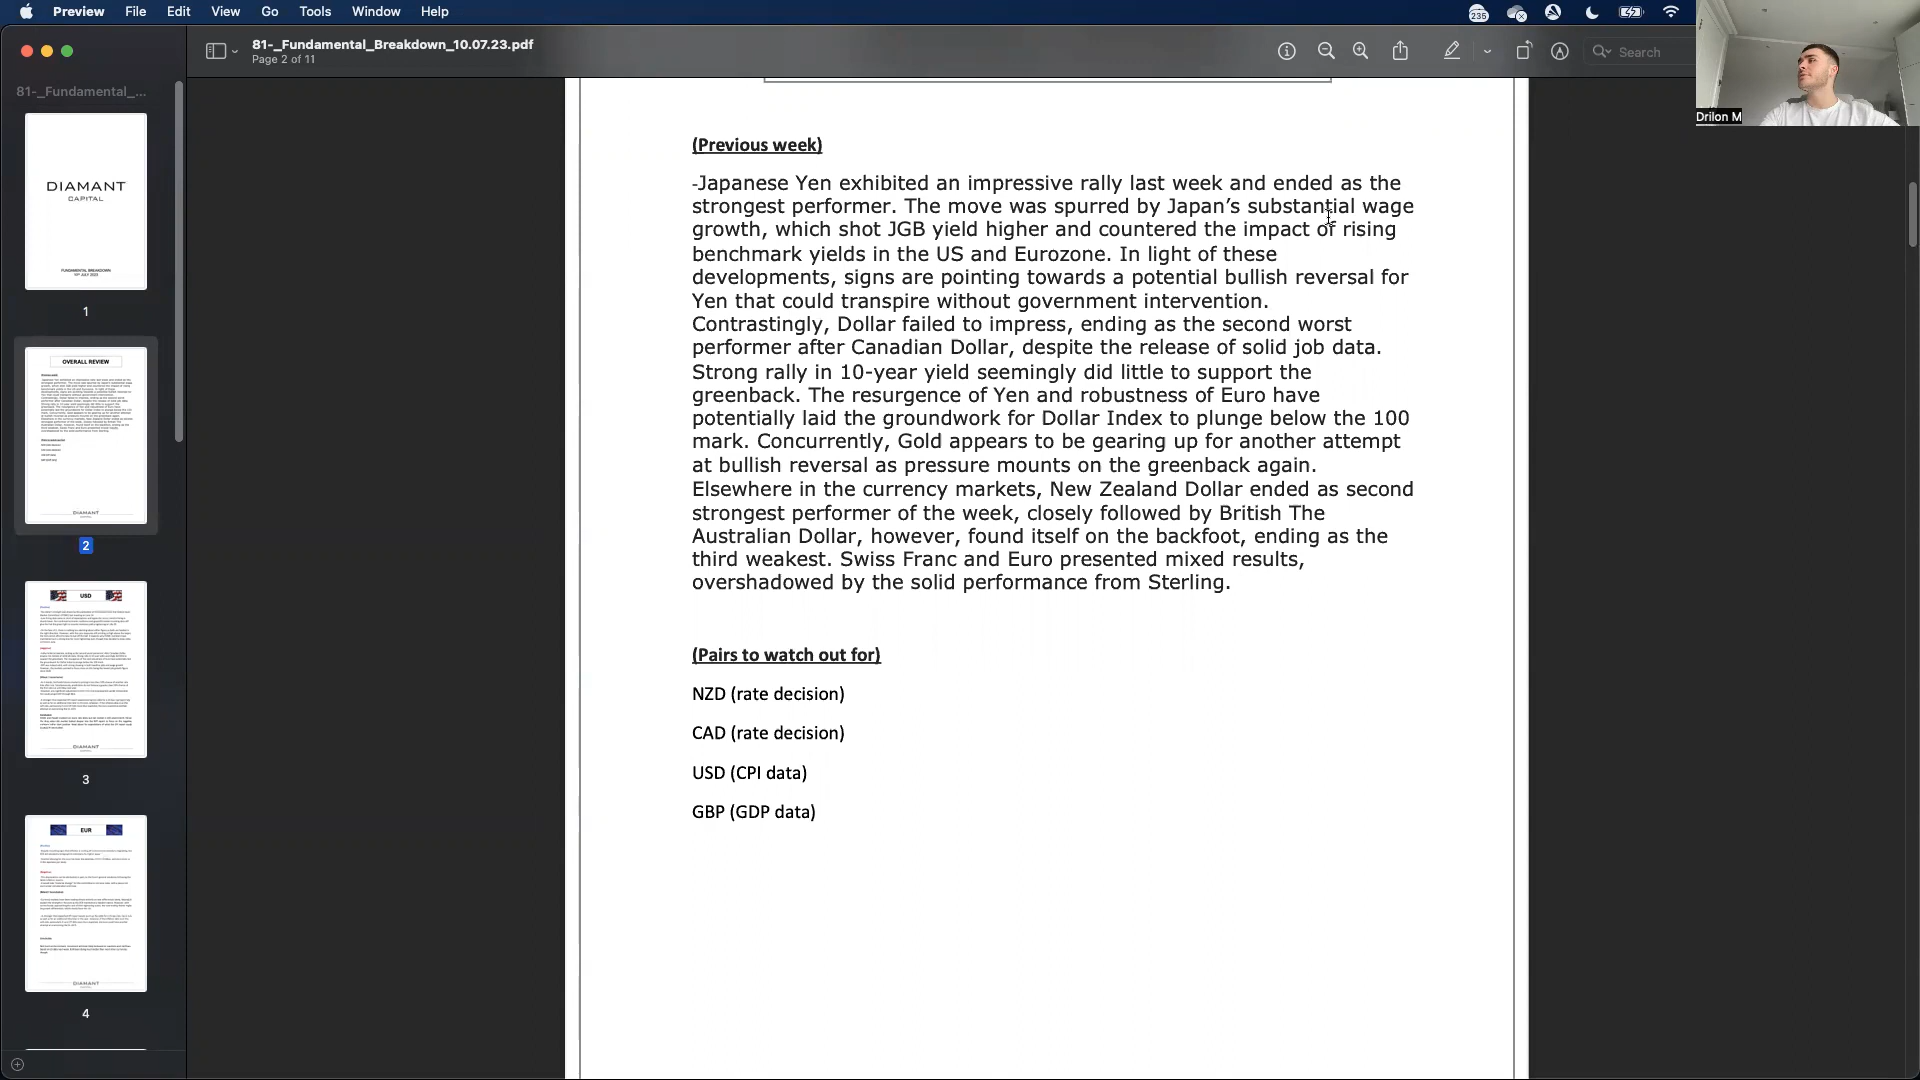 Preview File Edit View Go Tools Window Help
235
81-_Fundamental_Breakdown_10.07.23.pdf
Page 2 of 11
Search
Drilon M
81-_Fundamental_...
DIAMANT
CAPITAL
FUNDAMENTAL BREAKDOWN
10TH JULY 2023
1
OVERALL REVIEW
DIAMANT
2
USD
DIAMANT
3
EUR
DIAMANT
4
(Previous week)
-Japanese Yen exhibited an impressive rally last week and ended as the
strongest performer. The move was spurred by Japan’s substantial wage
growth, which shot JGB yield higher and countered the impact of rising
benchmark yields in the US and Eurozone. In light of these
developments, signs are pointing towards a potential bullish reversal for
Yen that could transpire without government intervention.
Contrastingly, Dollar failed to impress, ending as the second worst
performer after Canadian Dollar, despite the release of solid job data.
Strong rally in 10-year yield seemingly did little to support the
greenback. The resurgence of Yen and robustness of Euro have
potentially laid the groundwork for Dollar Index to plunge below the 100
mark. Concurrently, Gold appears to be gearing up for another attempt
at bullish reversal as pressure mounts on the greenback again.
Elsewhere in the currency markets, New Zealand Dollar ended as second
strongest performer of the week, closely followed by British The
Australian Dollar, however, found itself on the backfoot, ending as the
third weakest. Swiss Franc and Euro presented mixed results,
overshadowed by the solid performance from Sterling.
(Pairs to watch out for)
NZD (rate decision)
CAD (rate decision)
USD (CPI data)
GBP (GDP data)